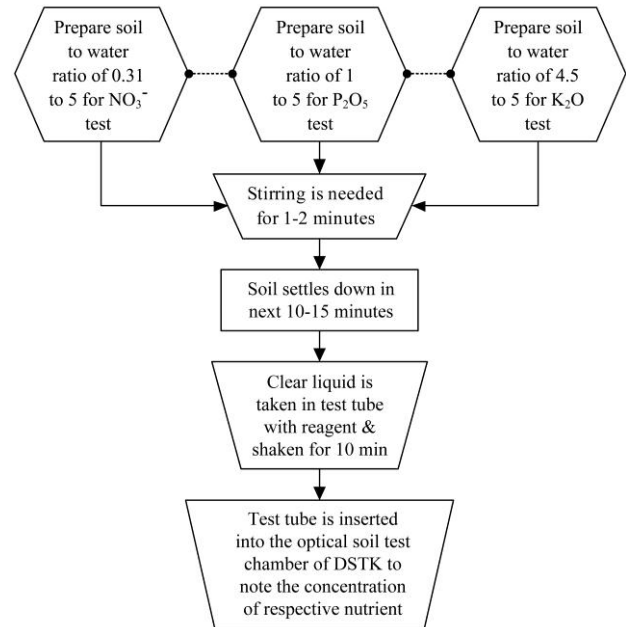 Prepare soil
to water
ratio of 0.31
to 5 for NO₃⁻
test
Prepare soil
to water
ratio of 1
to 5 for P₂O₅
test
Prepare soil
to water
ratio of 4.5
to 5 for K₂O
test
Stirring is needed
for 1-2 minutes
Soil settles down in
next 10-15 minutes
Clear liquid is
taken in test tube
with reagent &
shaken for 10 min
Test tube is inserted
into the optical soil test
chamber of DSTK to
note the concentration
of respective nutrient